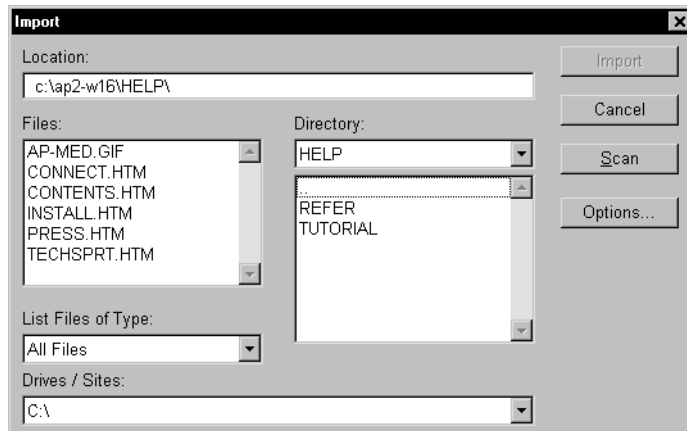 Import
Location:
c:\ap2-w16\HELP\
Files:
AP-MED.GIF
CONNECT.HTM
CONTENTS.HTM
INSTALL.HTM
PRESS.HTM
TECHSPRT.HTM
List Files of Type:
All Files
Directory:
HELP
..
REFER
TUTORIAL
Drives / Sites:
C:\
Import
Cancel
Scan
Options...